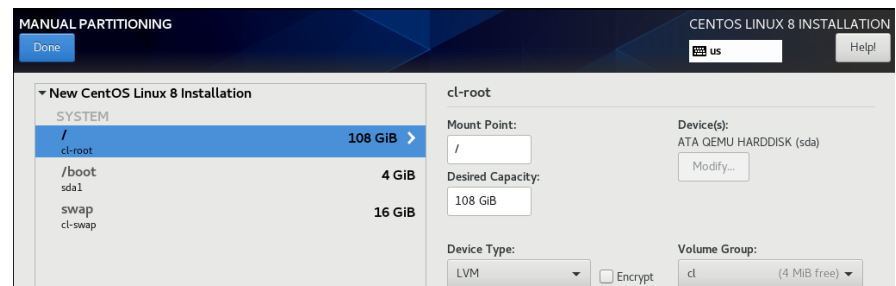 MANUAL PARTITIONING
CENTOS LINUX 8 INSTALLATION
Done
us
Help!
New CentOS Linux 8 Installation
SYSTEM
/
108 GiB
cl-root
/boot
4 GiB
sda1
swap
16 GiB
cl-swap
cl-root
Mount Point:
/
Device(s):
ATA QEMU HARDDISK (sda)
Modify...
Desired Capacity:
108 GiB
Device Type:
LVM
Encrypt
Volume Group:
cl (4 MiB free)